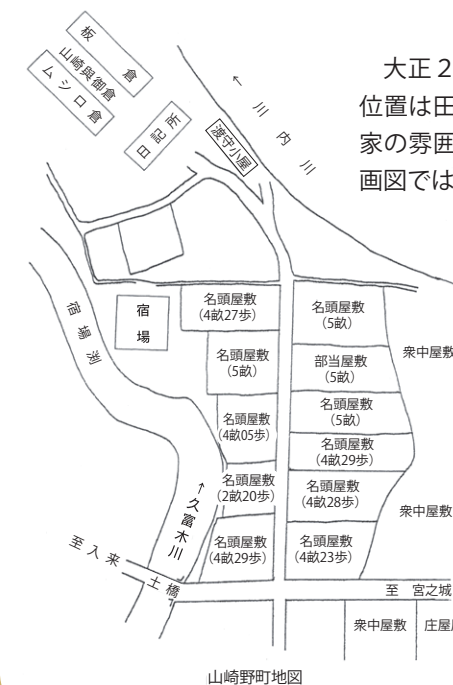 板倉
山崎與御倉
ムシロ倉
日記所
渡守小屋
↑川内川
大正2
位置は田
家の雰囲
画図では
宿場渕
宿場
名頭屋敷
(4畝27歩)
名頭屋敷
(5畝)
名頭屋敷
(4畝05歩)
名頭屋敷
(2畝20歩)
名頭屋敷
(4畝29歩)
名頭屋敷
(5畝)
部当屋敷
(5畝)
名頭屋敷
(5畝)
名頭屋敷
(4畝29歩)
名頭屋敷
(4畝28歩)
名頭屋敷
(4畝23歩)
衆中屋敷
衆中屋敷
↑久富木川
至入来
土橋
至 宮之城
衆中屋敷
庄屋
山崎野町地図